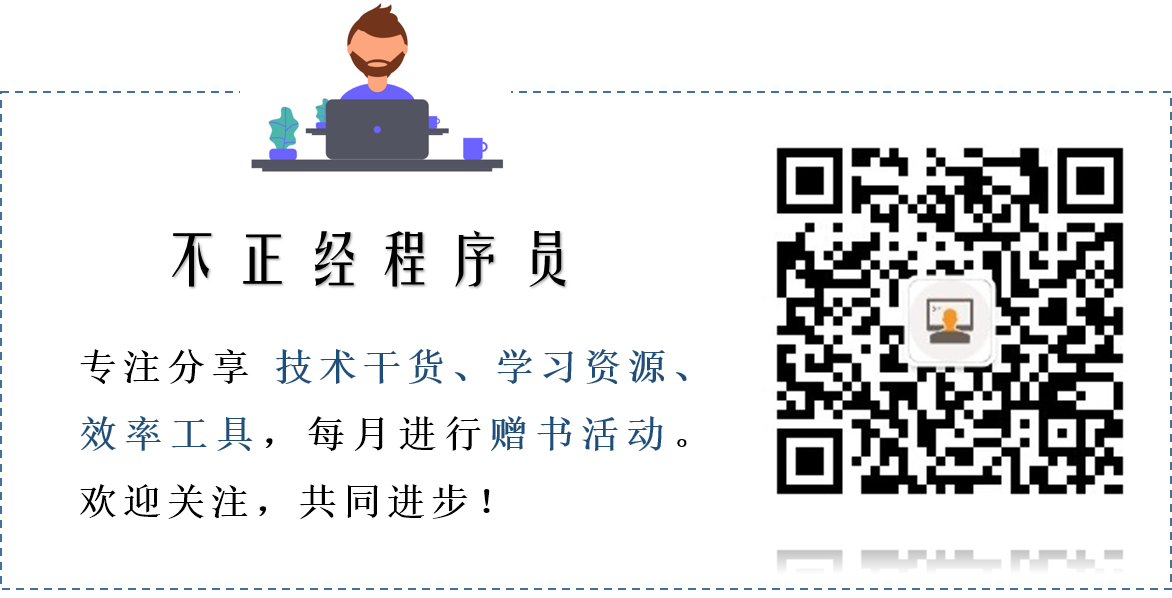 不正经程序员
专注分享 技术干货、学习资源、
效率工具，每月进行赠书活动。
欢迎关注，共同进步！